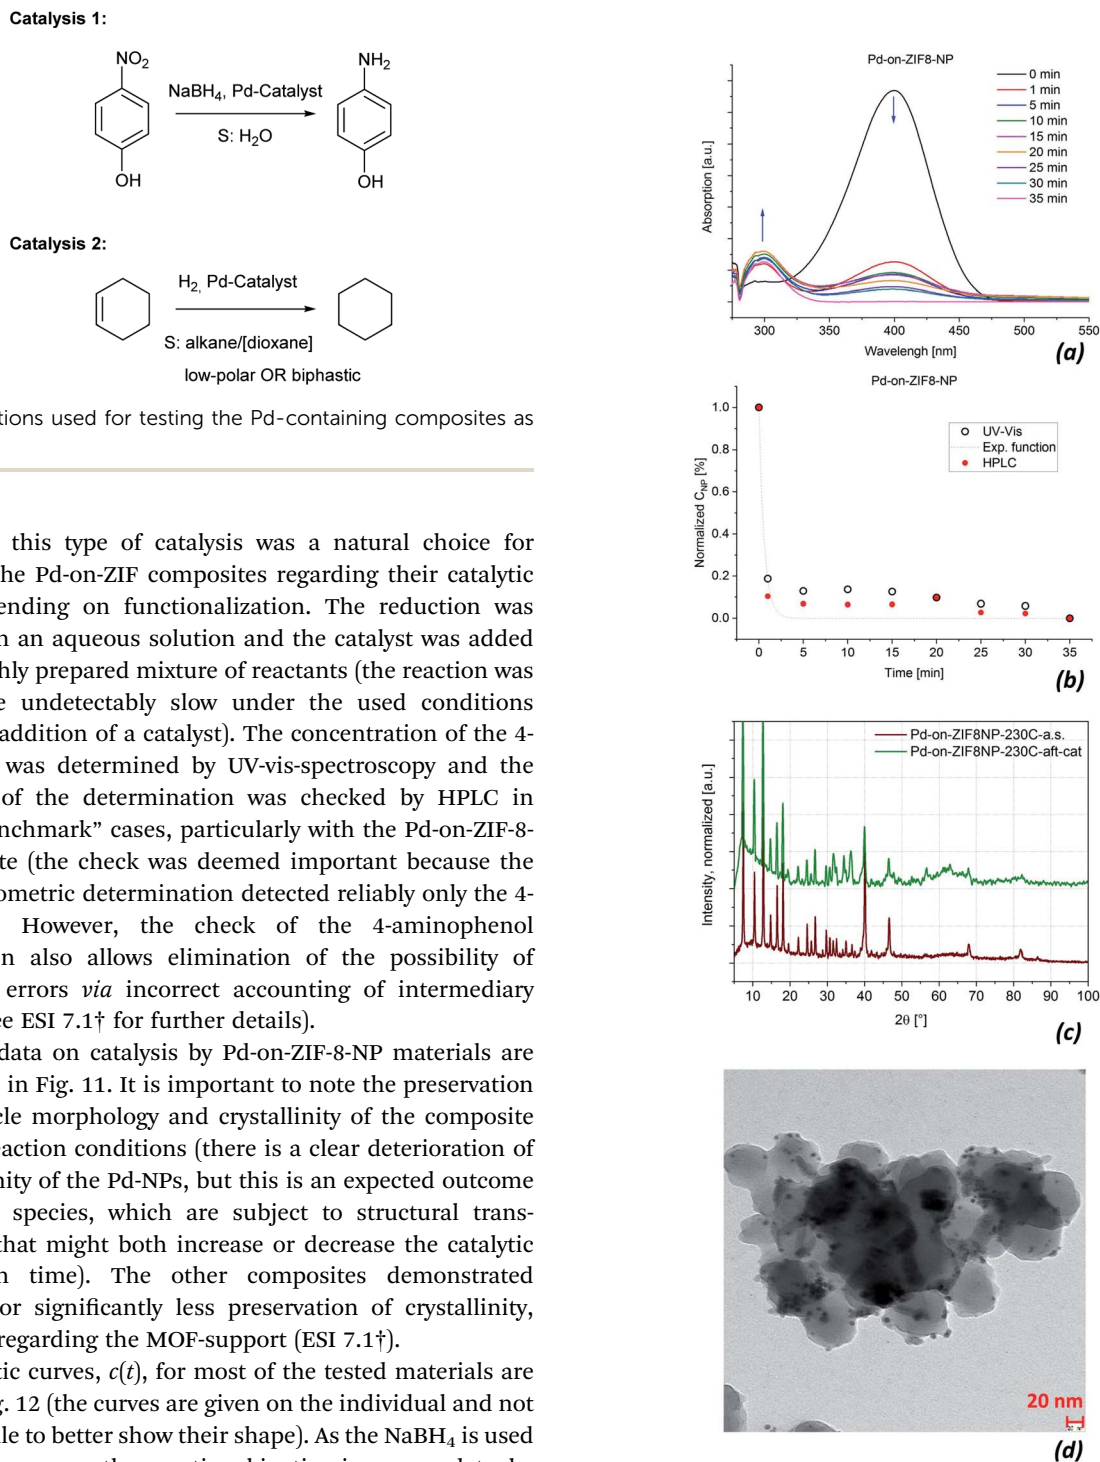 Catalysis 1:
NO2
NH2
NaBH4, Pd-Catalyst
S: H2O
OH
OH
Catalysis 2:
H2, Pd-Catalyst
S: alkane/[dioxane]
low-polar OR biphastic
tions used for testing the Pd-containing composites as
this type of catalysis was a natural choice for
he Pd-on-ZIF composites regarding their catalytic
ending on functionalization. The reduction was
n an aqueous solution and the catalyst was added
hly prepared mixture of reactants (the reaction was
e undetectably slow under the used conditions
addition of a catalyst). The concentration of the 4-
was determined by UV-vis-spectroscopy and the
of the determination was checked by HPLC in
nchmark” cases, particularly with the Pd-on-ZIF-8-
te (the check was deemed important because the
ometric determination detected reliably only the 4-
However, the check of the 4-aminophenol
n also allows elimination of the possibility of
errors via incorrect accounting of intermediary
ee ESI 7.1† for further details).
data on catalysis by Pd-on-ZIF-8-NP materials are
in Fig. 11. It is important to note the preservation
cle morphology and crystallinity of the composite
eaction conditions (there is a clear deterioration of
nity of the Pd-NPs, but this is an expected outcome
species, which are subject to structural trans-
that might both increase or decrease the catalytic
n time). The other composites demonstrated
or significantly less preservation of crystallinity,
regarding the MOF-support (ESI 7.1†).
tic curves, c(t), for most of the tested materials are
g. 12 (the curves are given on the individual and not
le to better show their shape). As the NaBH4 is used
Pd-on-ZIF8-NP
0 min
1 min
5 min
10 min
15 min
20 min
25 min
30 min
35 min
Absorption [a.u.]
300 350 400 450 500 550
Wavelengh [nm]
(a)
Pd-on-ZIF8-NP
UV-Vis
Exp. function
HPLC
Normalized CNP [%]
1.0
0.8
0.6
0.4
0.2
0.0
0 5 10 15 20 25 30 35
Time [min]
(b)
Pd-on-ZIF8NP-230C-a.s.
Pd-on-ZIF8NP-230C-aft-cat
Intensity, normalized [a.u.]
10 20 30 40 50 60 70 80 90 100
2θ [°]
(c)
20 nm
(d)